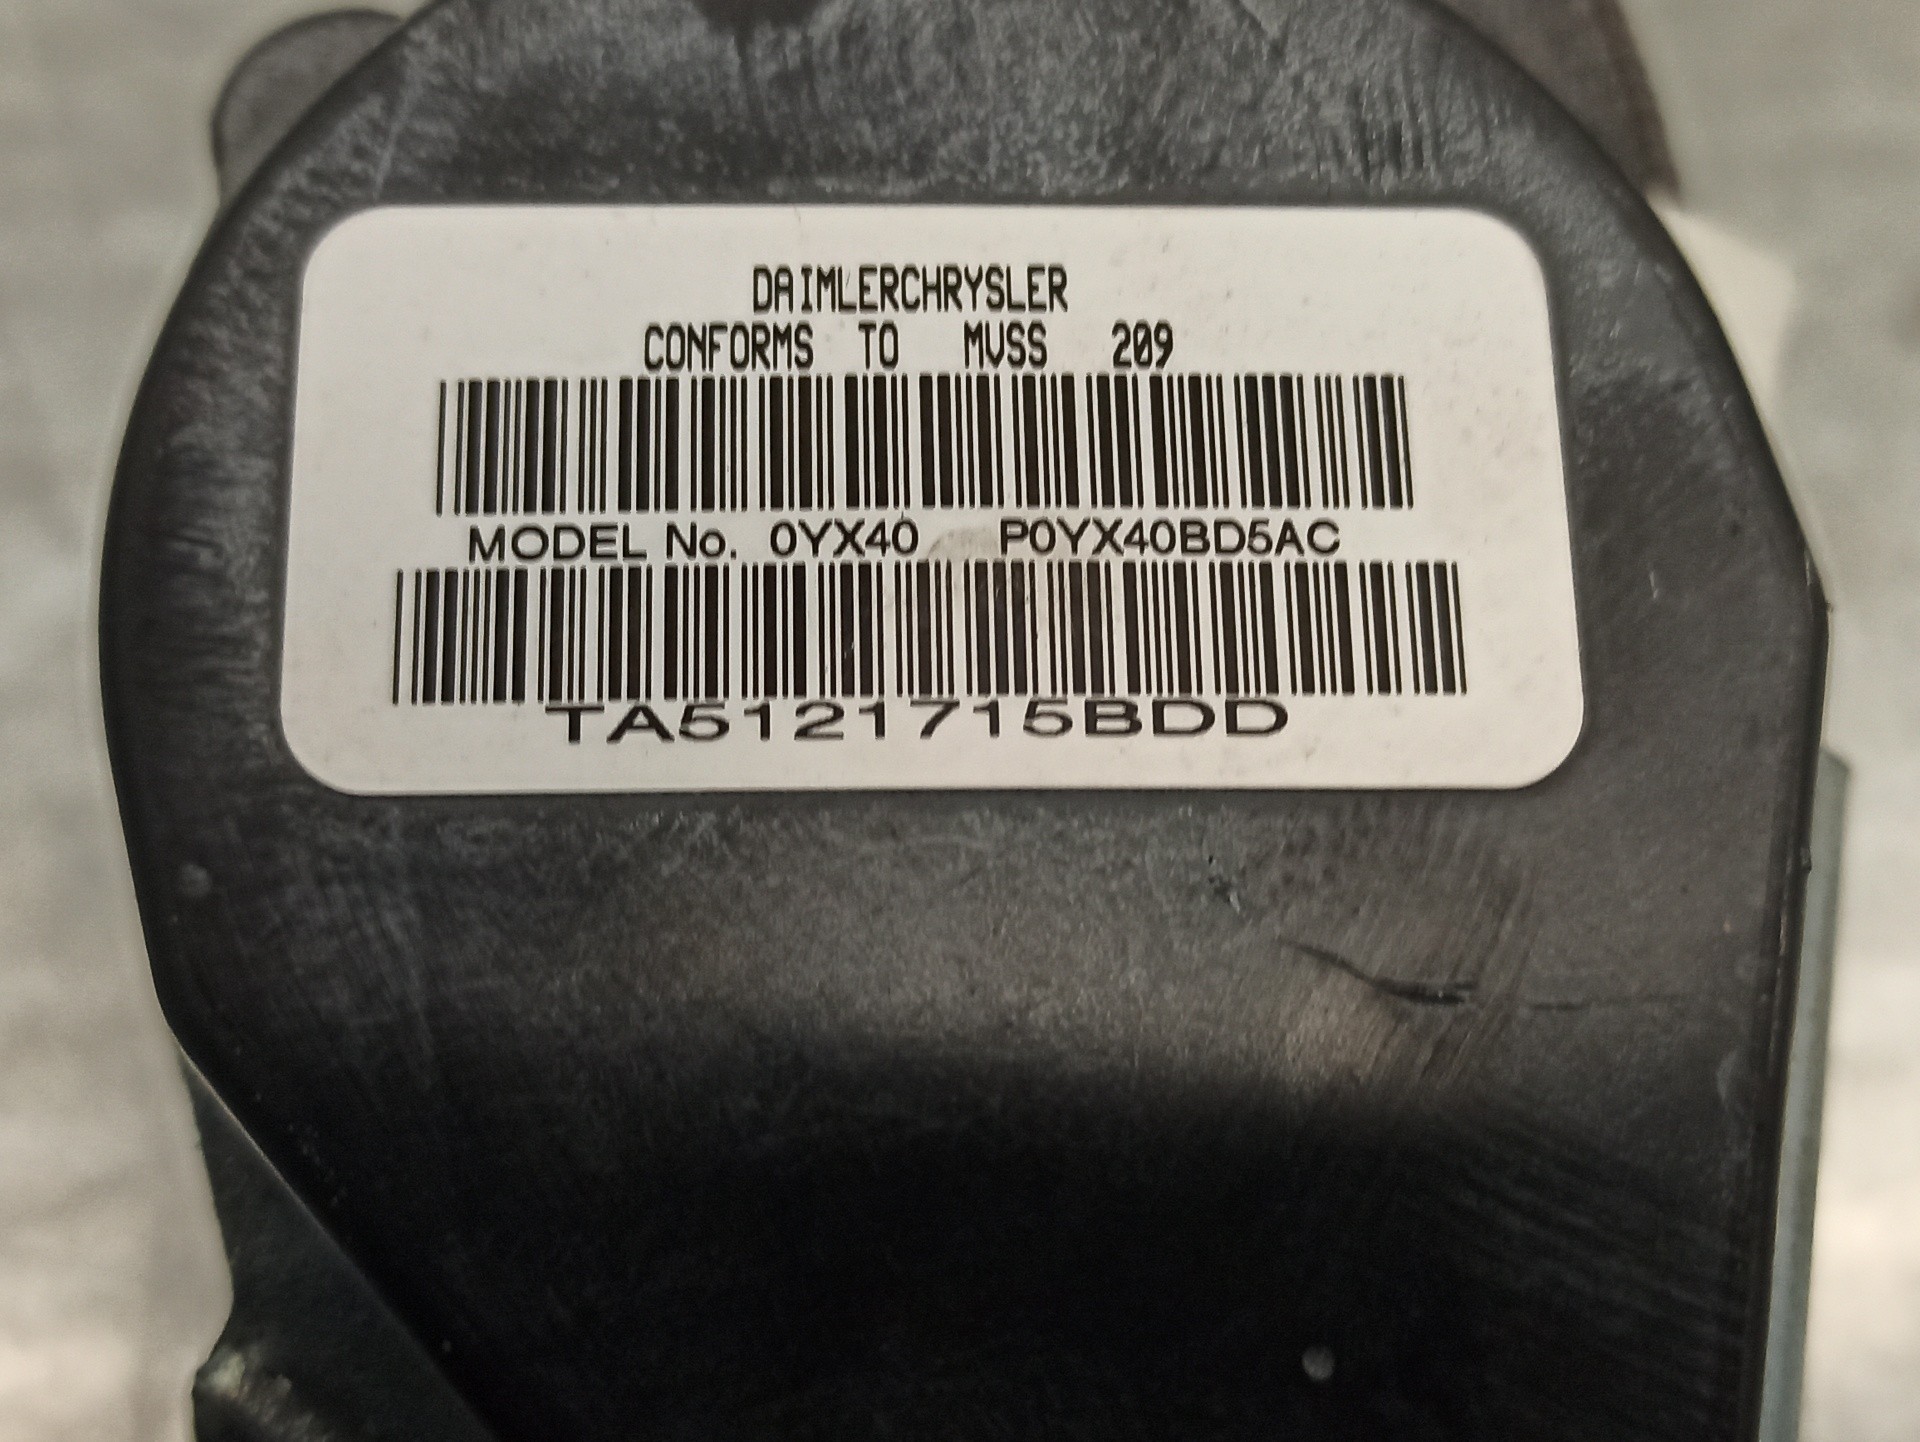 DAIMLERCHRYSLER
CONFORMS TO MVSS 209
MODEL No. 0YX40 P0YX40BD5AC
TA5121715BDD